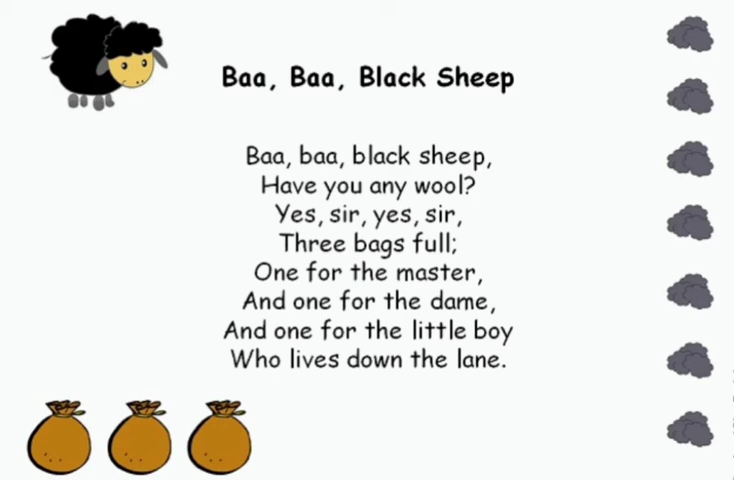 Baa, Baa, Black Sheep
Baa, baa, black sheep,
Have you any wool?
Yes, sir, yes, sir,
Three bags full;
One for the master,
And one for the dame,
And one for the little boy
Who lives down the lane.